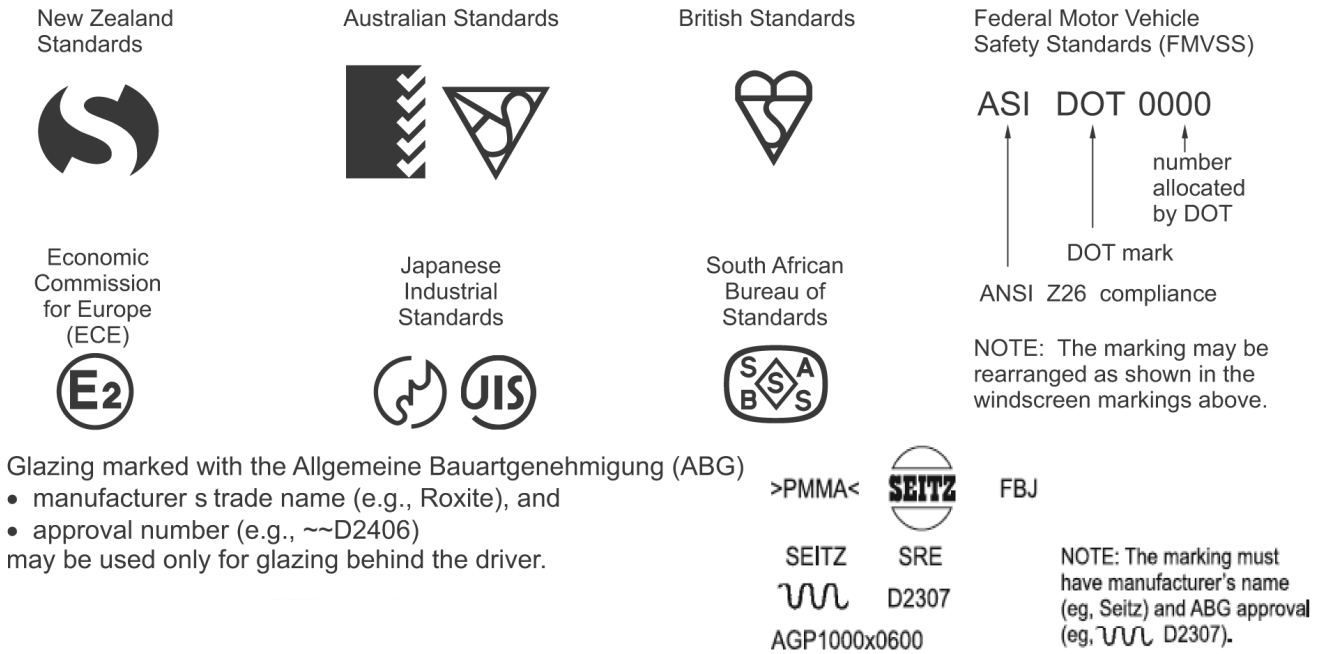 New Zealand
Standards
Australian Standards
British Standards
Federal Motor Vehicle
Safety Standards (FMVSS)
ASI DOT 0000
number
allocated
by DOT
DOT mark
ANSI Z26 compliance
NOTE: The marking may be
rearranged as shown in the
windscreen markings above.
Economic
Commission
for Europe
(ECE)
E2
Japanese
Industrial
Standards
JIS
South African
Bureau of
Standards
S A
S
B S
Glazing marked with the Allgemeine Bauartgenehmigung (ABG)
• manufacturer s trade name (e.g., Roxite), and
• approval number (e.g., ~~D2406)
may be used only for glazing behind the driver.
>PMMA< SEITZ FBJ
SEITZ SRE
D2307
AGP1000x0600
NOTE: The marking must
have manufacturer's name
(eg, Seitz) and ABG approval
(eg, D2307).